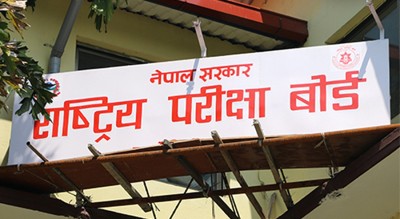 नेपाल सरकार
राष्ट्रिय परीक्षा बोर्ड